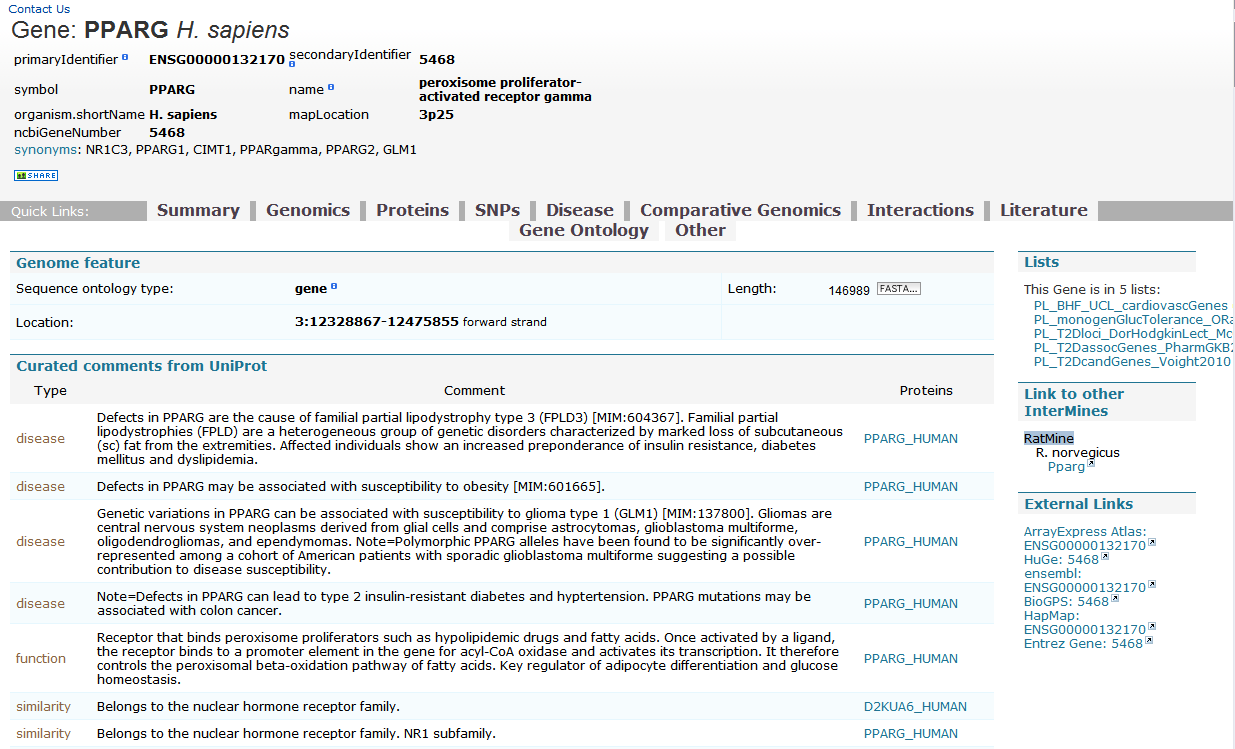 Contact Us
Gene: PPARG H. sapiens
primaryIdentifier ENSG00000132170 secondaryIdentifier 5468
symbol PPARG name peroxisome proliferator-
activated receptor gamma
organism.shortName H. sapiens mapLocation 3p25
ncbiGeneNumber 5468
synonyms: NR1C3, PPARG1, CIMT1, PPARgamma, PPARG2, GLM1
SHARE
Quick Links: Summary Genomics Proteins SNPs Disease Comparative Genomics Interactions Literature
Gene Ontology Other
Genome feature
Sequence ontology type: gene Length: 146989 FASTA...
Location: 3:12328867-12475855 forward strand
Curated comments from UniProt
Type Comment Proteins
disease
Defects in PPARG are the cause of familial partial lipodystrophy type 3 (FPLD3) [MIM:604367]. Familial partial
lipodystrophies (FPLD) are a heterogeneous group of genetic disorders characterized by marked loss of subcutaneous
(sc) fat from the extremities. Affected individuals show an increased preponderance of insulin resistance, diabetes
mellitus and dyslipidemia.
PPARG_HUMAN
disease Defects in PPARG may be associated with susceptibility to obesity [MIM:601665]. PPARG_HUMAN
disease
Genetic variations in PPARG can be associated with susceptibility to glioma type 1 (GLM1) [MIM:137800]. Gliomas are
central nervous system neoplasms derived from glial cells and comprise astrocytomas, glioblastoma multiforme,
oligodendrogliomas, and ependymomas. Note=Polymorphic PPARG alleles have been found to be significantly over-
represented among a cohort of American patients with sporadic glioblastoma multiforme suggesting a possible
contribution to disease susceptibility.
PPARG_HUMAN
disease
Note=Defects in PPARG can lead to type 2 insulin-resistant diabetes and hyptertension. PPARG mutations may be
associated with colon cancer.
PPARG_HUMAN
function
Receptor that binds peroxisome proliferators such as hypolipidemic drugs and fatty acids. Once activated by a ligand,
the receptor binds to a promoter element in the gene for acyl-CoA oxidase and activates its transcription. It therefore
controls the peroxisomal beta-oxidation pathway of fatty acids. Key regulator of adipocyte differentiation and glucose
homeostasis.
PPARG_HUMAN
similarity Belongs to the nuclear hormone receptor family. D2KUA6_HUMAN
similarity Belongs to the nuclear hormone receptor family. NR1 subfamily. PPARG_HUMAN
Lists
This Gene is in 5 lists:
PL_BHF_UCL_cardiovascGenes
PL_monogenGlucTolerance_ORa
PL_T2Dloci_DorHodgkinLect_Mc
PL_T2DassocGenes_PharmGKB2
PL_T2DcandGenes_Voight2010
Link to other
InterMines
RatMine
R. norvegicus
Pparg
External Links
ArrayExpress Atlas:
ENSG00000132170
HuGe: 5468
ensembl:
ENSG00000132170
BioGPS: 5468
HapMap:
ENSG00000132170
Entrez Gene: 5468